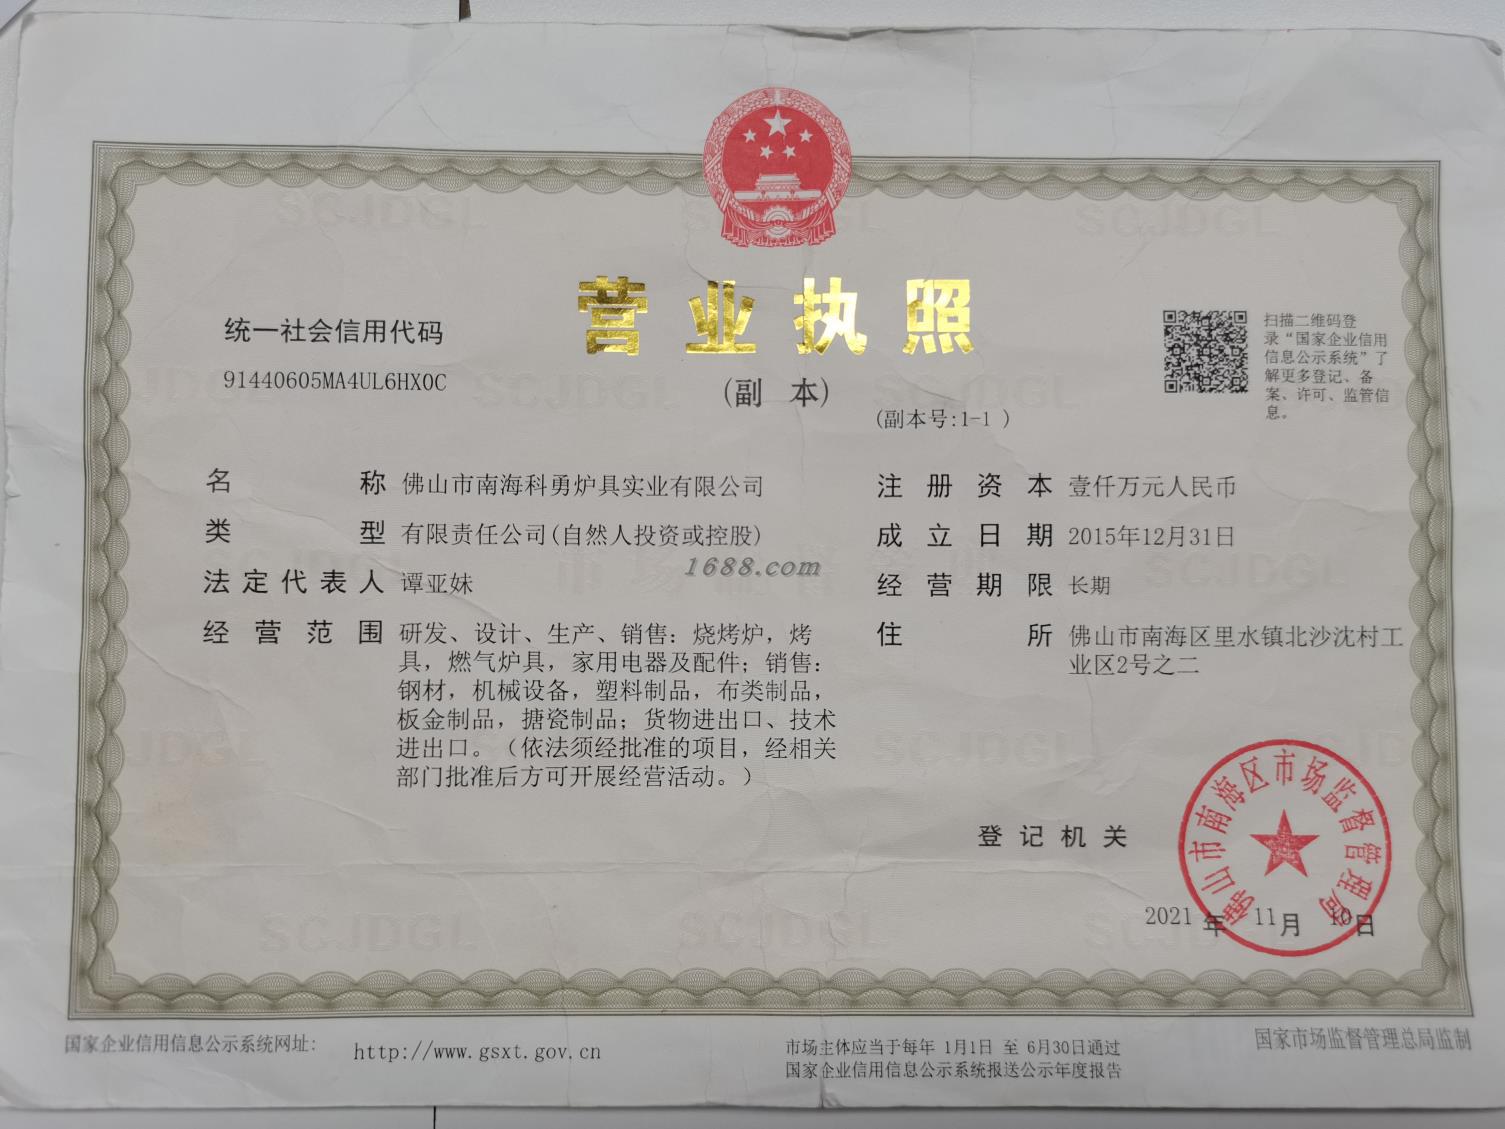 营业执照
(副 本)
(副本号:1-1 )
统一社会信用代码
91440605MA4UL6HX0C
扫描二维码登
录“国家企业信用
信息公示系统”了
解更多登记、备
案、许可、监管信
息。
名 称 佛山市南海科勇炉具实业有限公司
类 型 有限责任公司(自然人投资或控股)
法定代表人 谭亚妹
经营范围 研发、设计、生产、销售：烧烤炉，烤
具，燃气炉具，家用电器及配件；销售：
钢材，机械设备，塑料制品，布类制品，
板金制品，搪瓷制品；货物进出口、技术
进出口。（依法须经批准的项目，经相关
部门批准后方可开展经营活动。）
注册资本 壹仟万元人民币
成立日期 2015年12月31日
经营期限 长期
住 所 佛山市南海区里水镇北沙沈村工
业区2号之二
1688.com
登记机关
佛山市南海区市场监督管理局
2021 年 11 月 10 日
国家企业信用信息公示系统网址：
http://www.gsxt.gov.cn
市场主体应当于每年 1月1日 至 6月30日通过
国家企业信用信息公示系统报送公示年度报告
国家市场监督管理总局监制
SCJDGL